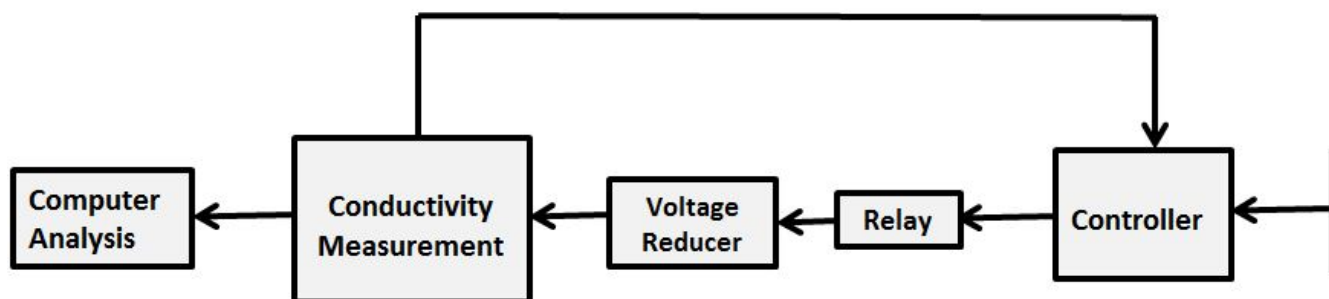 Computer
Analysis
Conductivity
Measurement
Voltage
Reducer
Relay
Controller